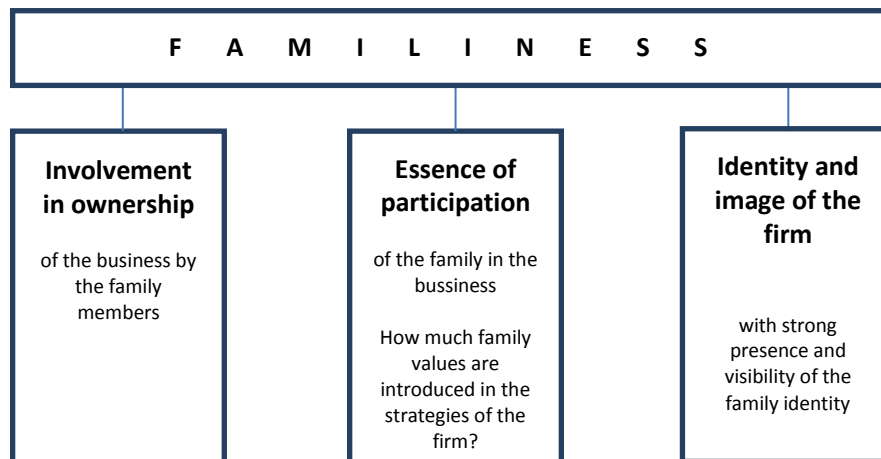 F A M I L I N E S S
Involvement
in ownership
of the business by
the family
members
Essence of
participation
of the family in the
bussiness
How much family
values are
introduced in the
strategies of the
firm?
Identity and
image of the
firm
with strong
presence and
visibility of the
family identity